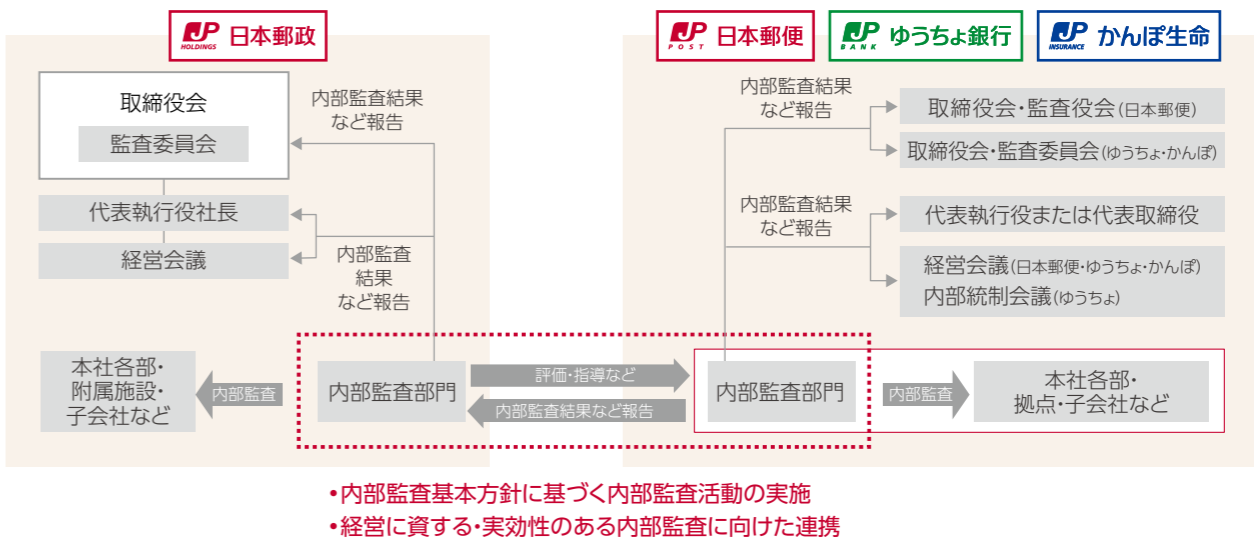 JP HOLDINGS 日本郵政
取締役会
監査委員会
内部監査結果
など報告
代表執行役社長
経営会議
内部監査
結果
など報告
本社各部・
附属施設・
子会社など
内部監査
内部監査部門
評価・指導など
内部監査結果など報告
JP POST 日本郵便
JP BANK ゆうちょ銀行
JP INSURANCE かんぽ生命
内部監査結果
など報告
取締役会・監査役会(日本郵便)
取締役会・監査委員会(ゆうちょ・かんぽ)
内部監査結果
など報告
代表執行役または代表取締役
経営会議(日本郵便・ゆうちょ・かんぽ)
内部統制会議(ゆうちょ)
内部監査部門
内部監査
本社各部・
拠点・子会社など
•内部監査基本方針に基づく内部監査活動の実施
•経営に資する・実効性のある内部監査に向けた連携